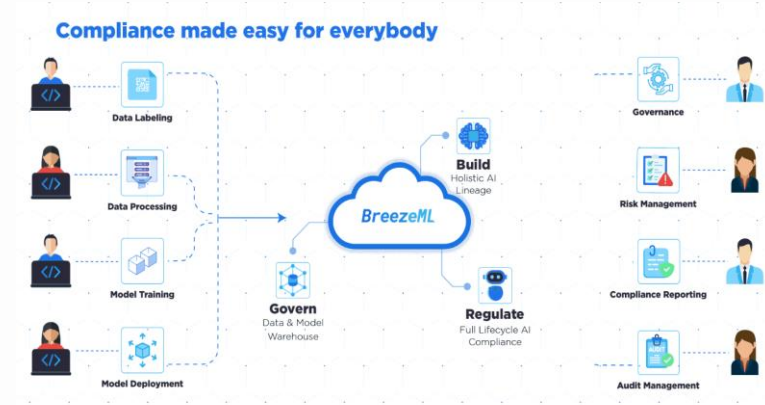 Compliance made easy for everybody
Data Labeling
Data Processing
Model Training
Model Deployment
BreezeML
Build
Holistic AI
Lineage
Govern
Data & Model
Warehouse
Regulate
Full Lifecycle AI
Compliance
Governance
Risk Management
Compliance Reporting
Audit Management